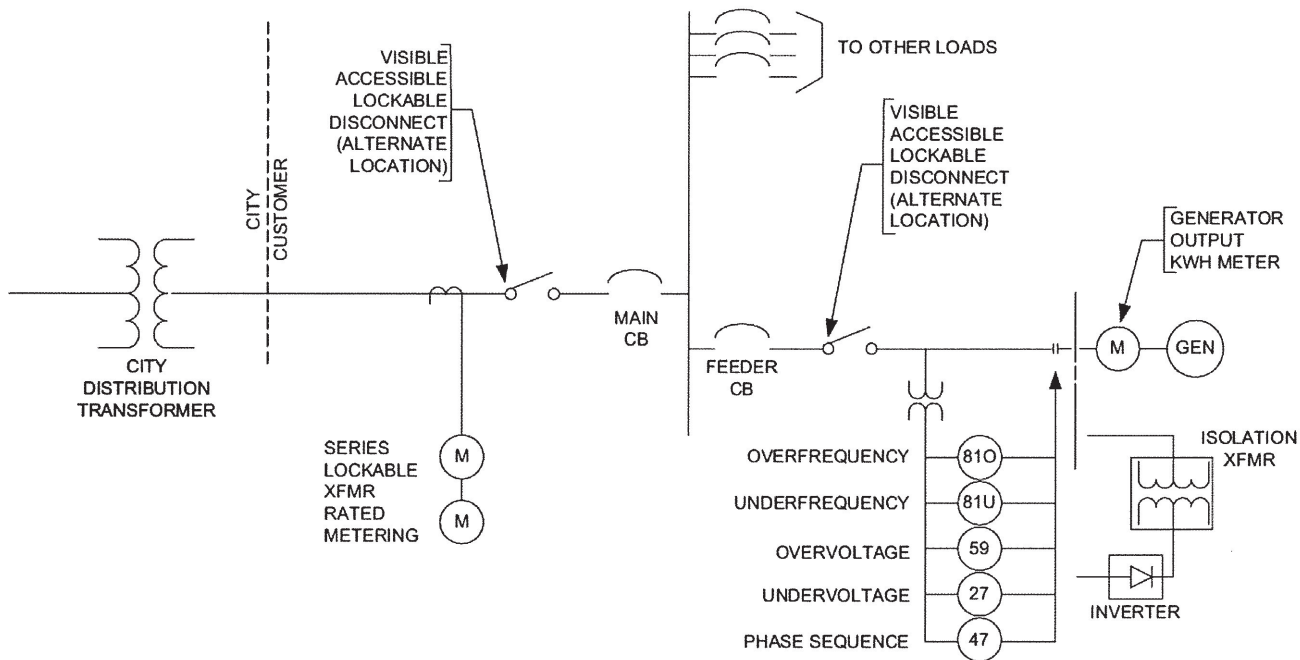 VISIBLE
ACCESSIBLE
LOCKABLE
DISCONNECT
(ALTERNATE
LOCATION)
TO OTHER LOADS
VISIBLE
ACCESSIBLE
LOCKABLE
DISCONNECT
(ALTERNATE
LOCATION)
CITY
CUSTOMER
GENERATOR
OUTPUT
KWH METER
MAIN
CB
M
GEN
CITY
DISTRIBUTION
TRANSFORMER
FEEDER
CB
SERIES
LOCKABLE
XFMR
RATED
METERING
M
M
OVERFREQUENCY
81O
UNDERFREQUENCY
81U
OVERVOLTAGE
59
UNDERVOLTAGE
27
PHASE SEQUENCE
47
ISOLATION
XFMR
INVERTER